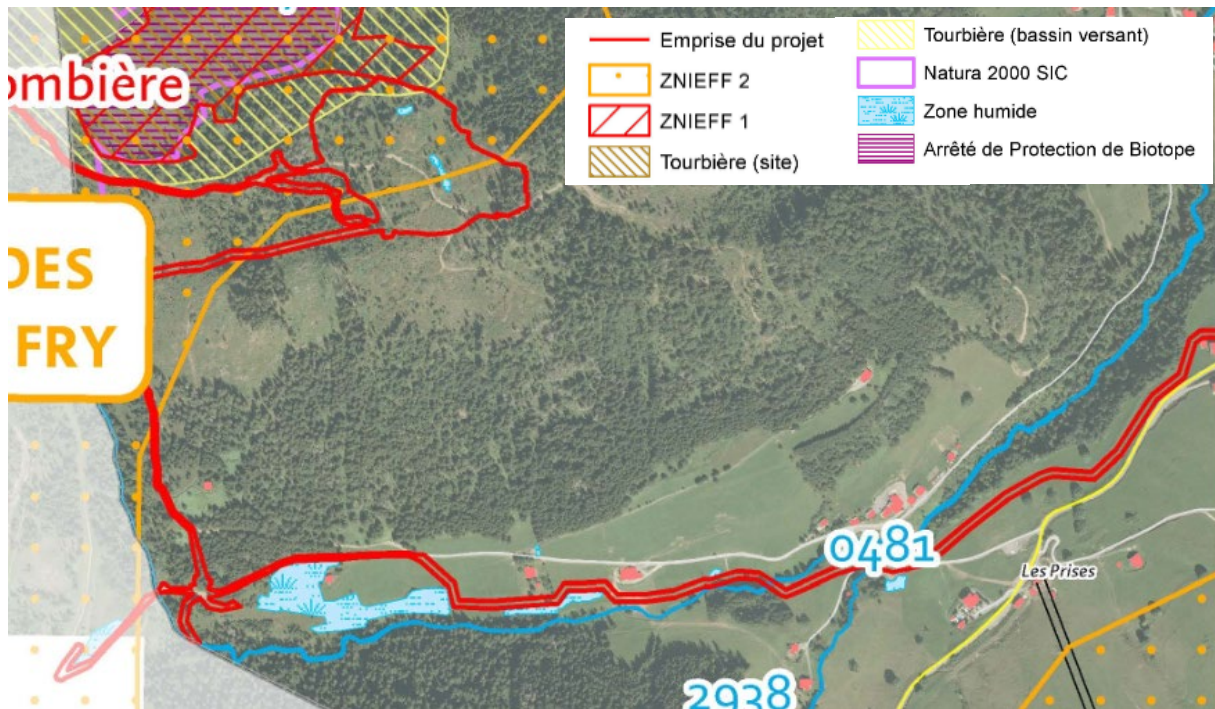 ombière
DES
FRY
Emprise du projet
ZNIEFF 2
ZNIEFF 1
Tourbière (site)
Tourbière (bassin versant)
Natura 2000 SIC
Zone humide
Arrêté de Protection de Biotope
0481
Les Prises
2938